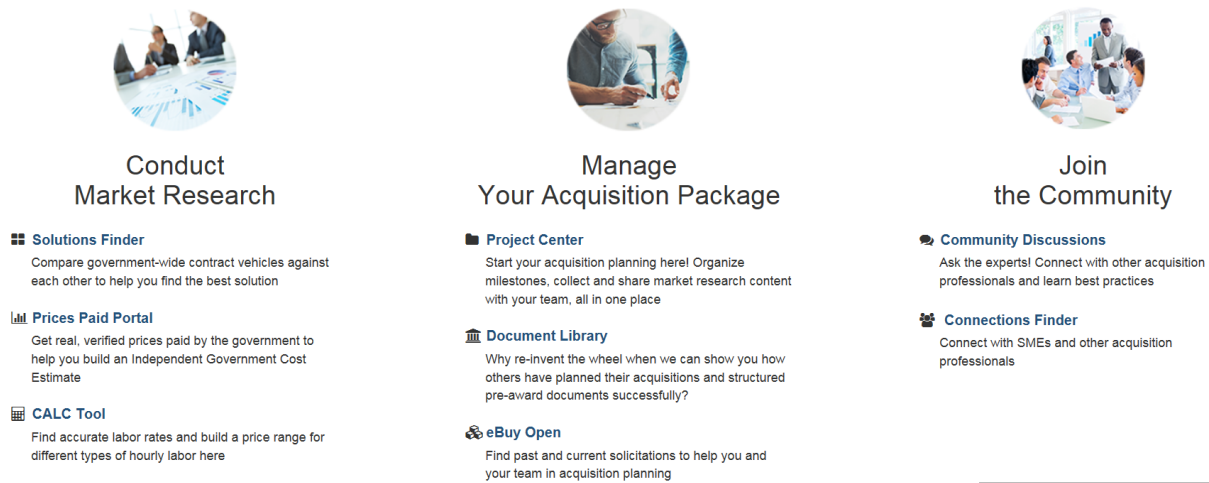 Conduct
Market Research
Solutions Finder
Compare government-wide contract vehicles against
each other to help you find the best solution
Prices Paid Portal
Get real, verified prices paid by the government to
help you build an Independent Government Cost
Estimate
CALC Tool
Find accurate labor rates and build a price range for
different types of hourly labor here
Manage
Your Acquisition Package
Project Center
Start your acquisition planning here! Organize
milestones, collect and share market research content
with your team, all in one place
Document Library
Why re-invent the wheel when we can show you how
others have planned their acquisitions and structured
pre-award documents successfully?
eBuy Open
Find past and current solicitations to help you and
your team in acquisition planning
Join
the Community
Community Discussions
Ask the experts! Connect with other acquisition
professionals and learn best practices
Connections Finder
Connect with SMEs and other acquisition
professionals